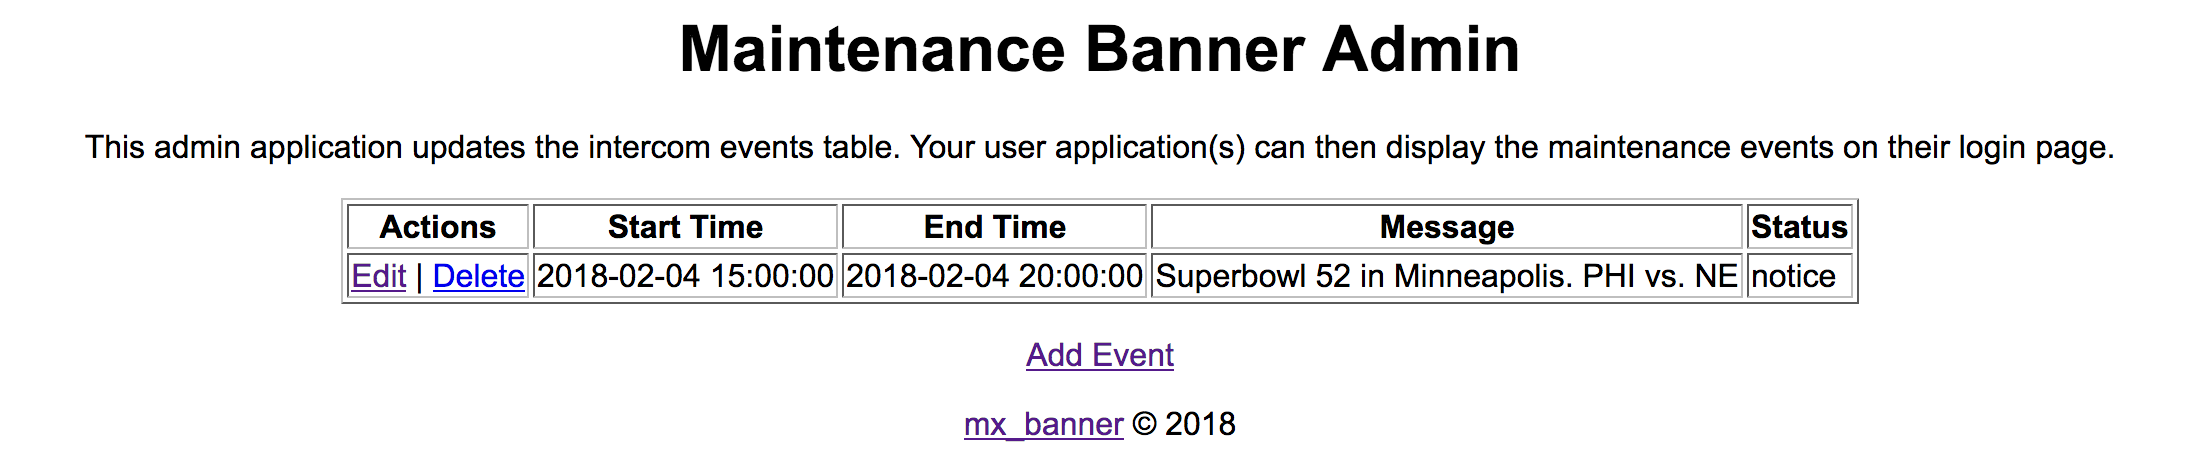 Maintenance Banner Admin
This admin application updates the intercom events table. Your user application(s) can then display the maintenance events on their login page.
Actions Start Time End Time Message Status
Edit | Delete 2018-02-04 15:00:00 2018-02-04 20:00:00 Superbowl 52 in Minneapolis. PHI vs. NE notice
Add Event
mx_banner © 2018